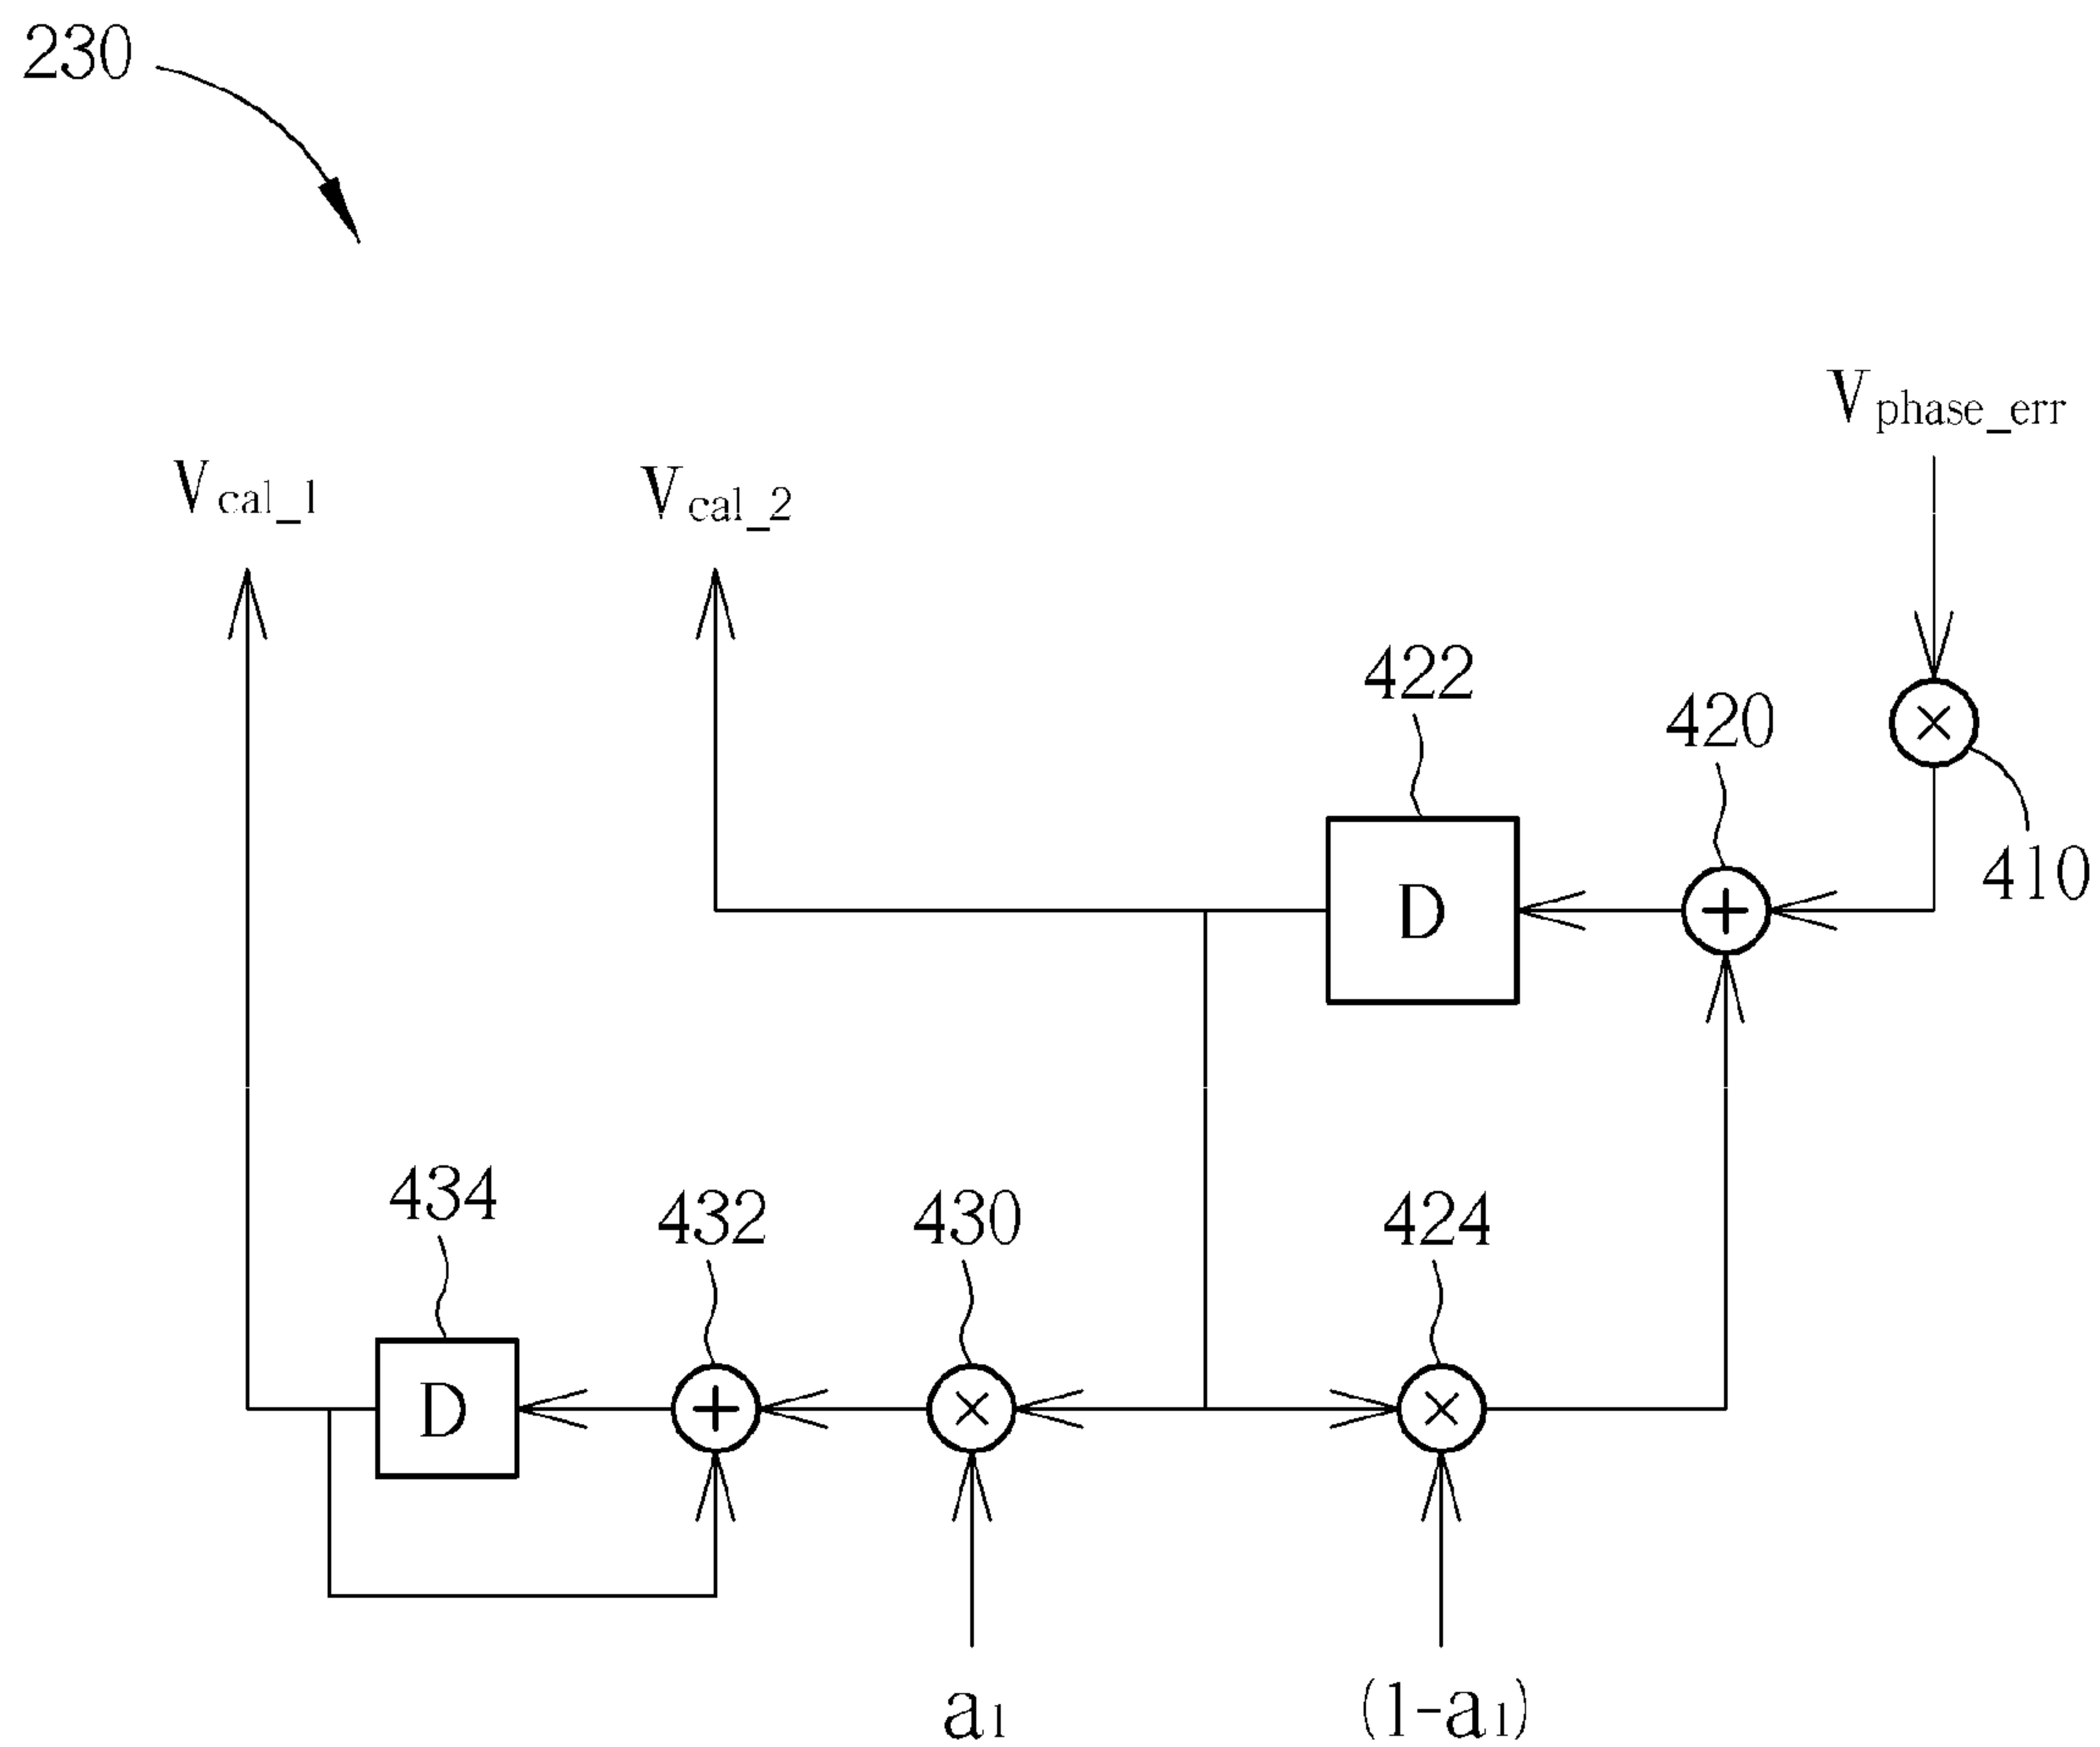 230
V phase_err
V cal_1
V cal_2
422
420
410
D
434
432
430
424
D
a1
(1-a1)